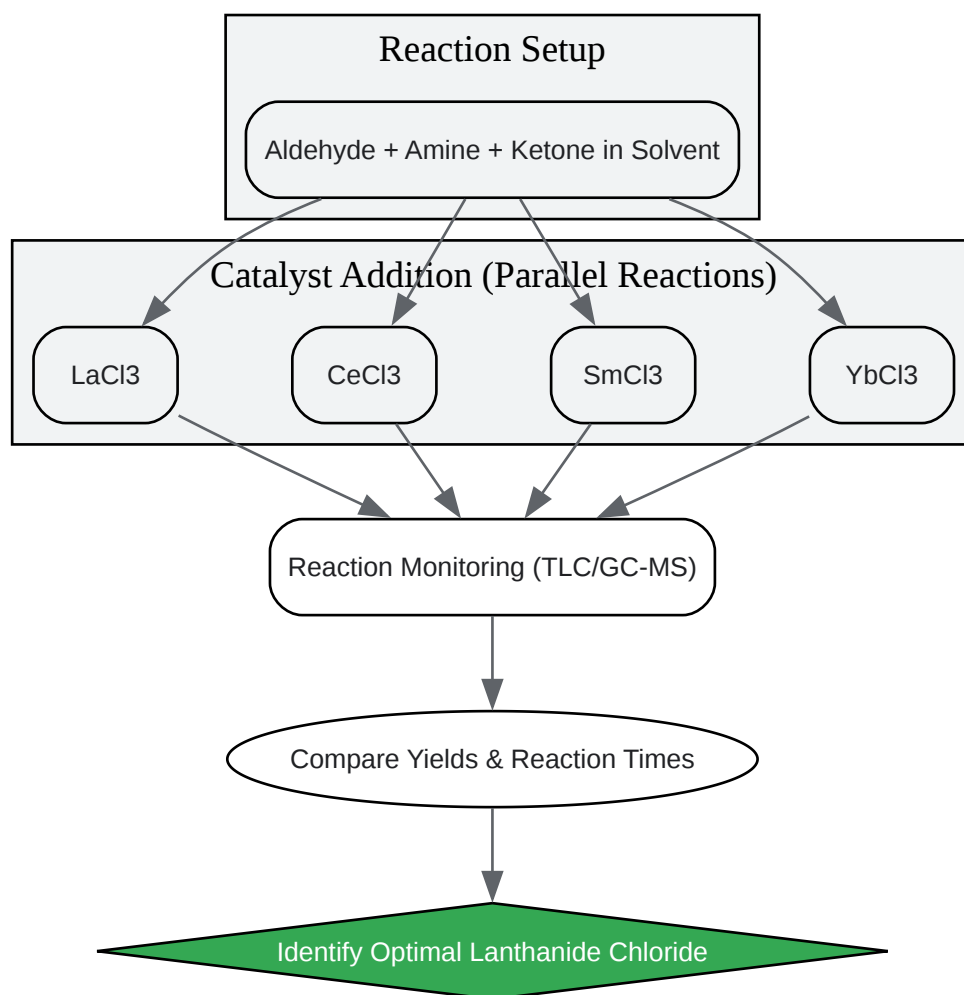 Reaction Setup
Aldehyde + Amine + Ketone in Solvent
Catalyst Addition (Parallel Reactions)
LaCl3
CeCl3
SmCl3
YbCl3
Reaction Monitoring (TLC/GC-MS)
Compare Yields & Reaction Times
Identify Optimal Lanthanide Chloride